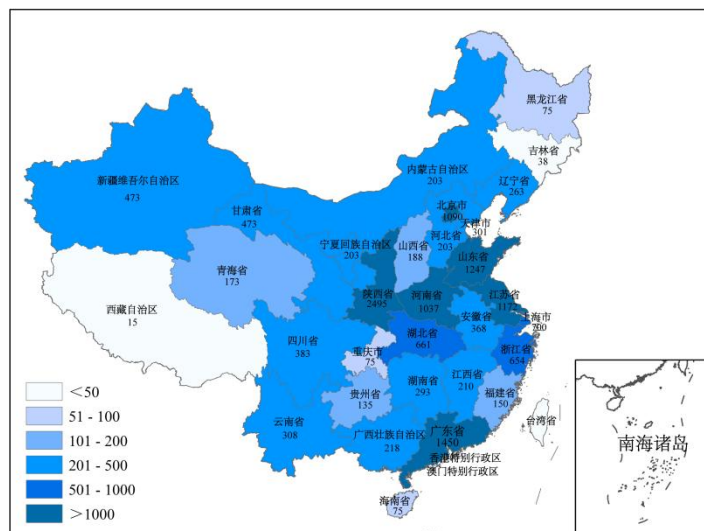 黑龙江省
75
吉林省
38
内蒙古自治区
203
辽宁省
263
新疆维吾尔自治区
473
甘肃省
473
北京市
1090
天津市
301
宁夏回族自治区
203
山西省
188
河北省
203
山东省
1247
青海省
173
陕西省
2495
河南省
1037
江苏省
1172
西藏自治区
15
安徽省
368
上海市
700
四川省
383
重庆市
75
湖北省
661
浙江省
654
湖南省
293
江西省
210
贵州省
135
福建省
150
云南省
308
广西壮族自治区
218
广东省
1450
台湾省
香港特别行政区
澳门特别行政区
海南省
75
<50
51 - 100
101 - 200
201 - 500
501 - 1000
>1000
南海诸岛